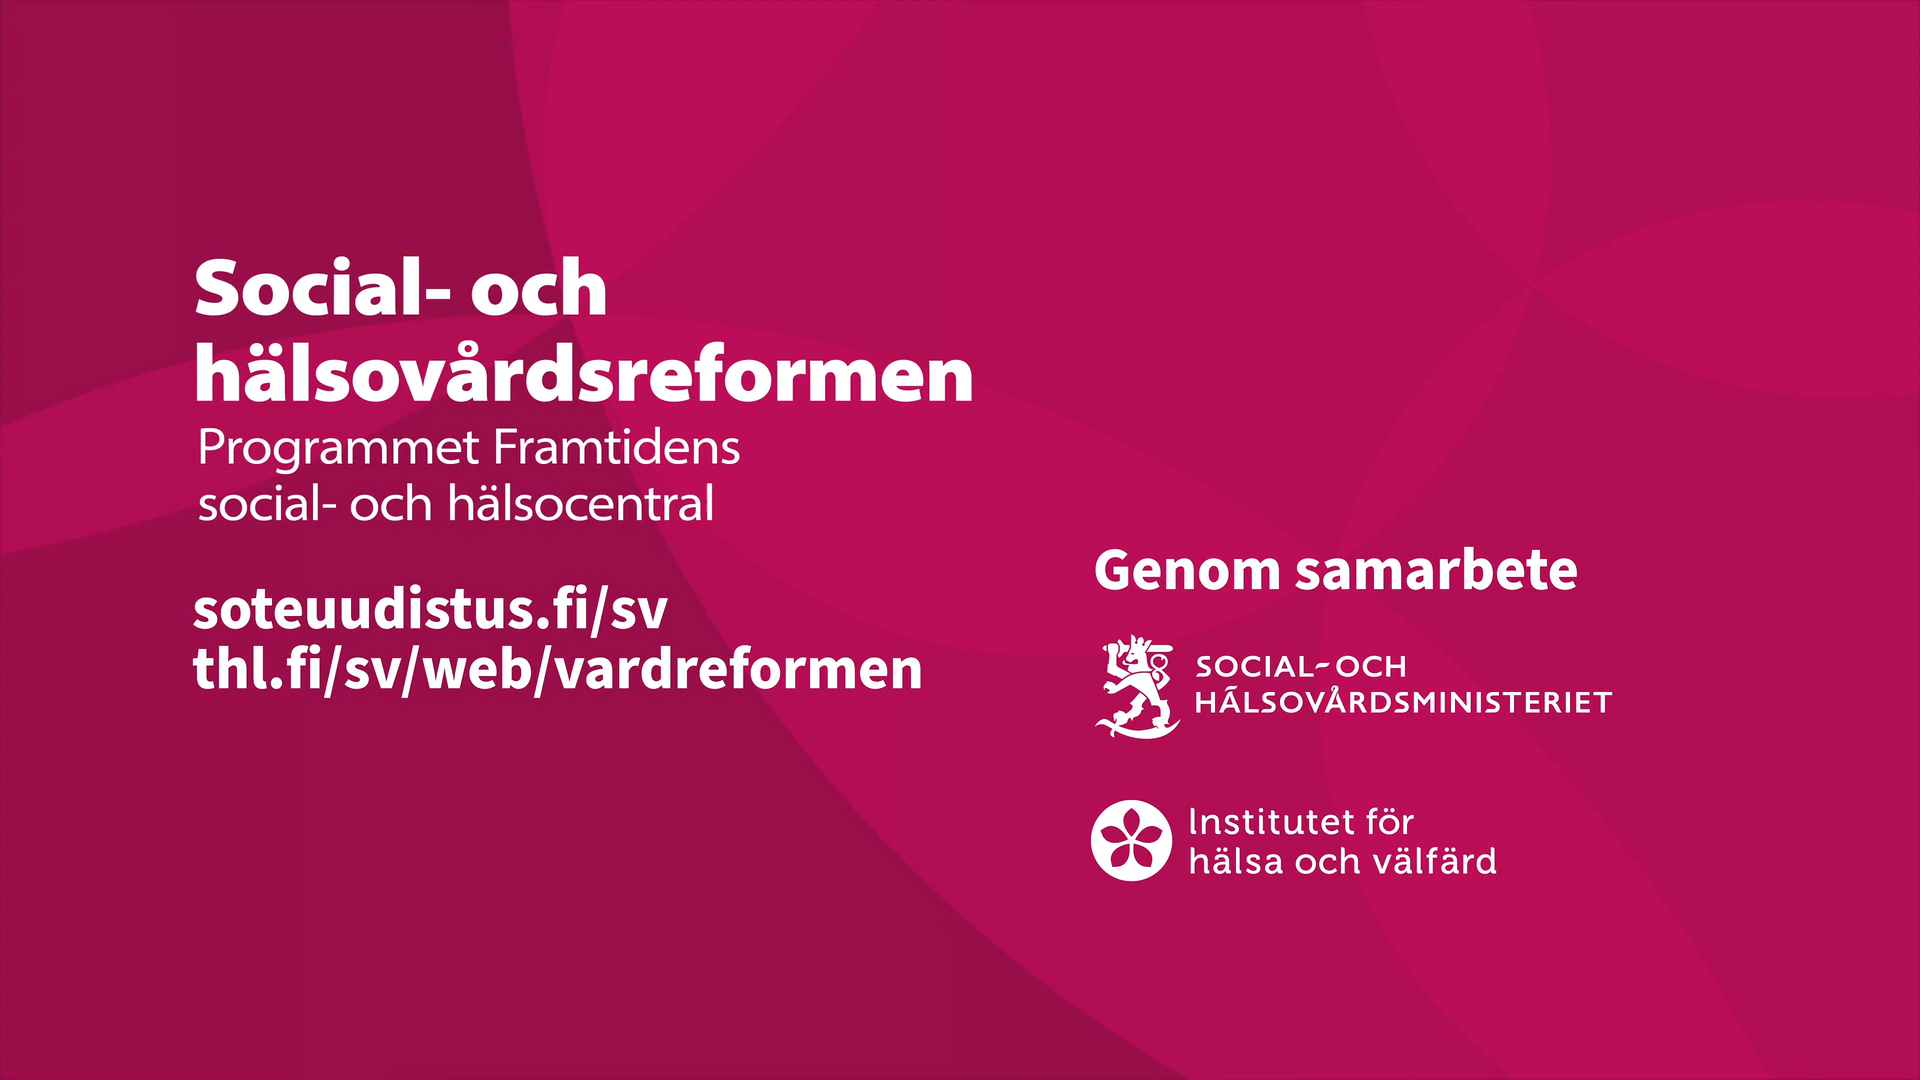 Social- och
hälsovårdsreformen
Programmet Framtidens
social- och hälsocentral
soteuudistus.fi/sv
thl.fi/sv/web/vardreformen
Genom samarbete
SOCIAL- OCH
HÄLSOVÅRDSMINISTERIET
Institutet för
hälsa och välfärd